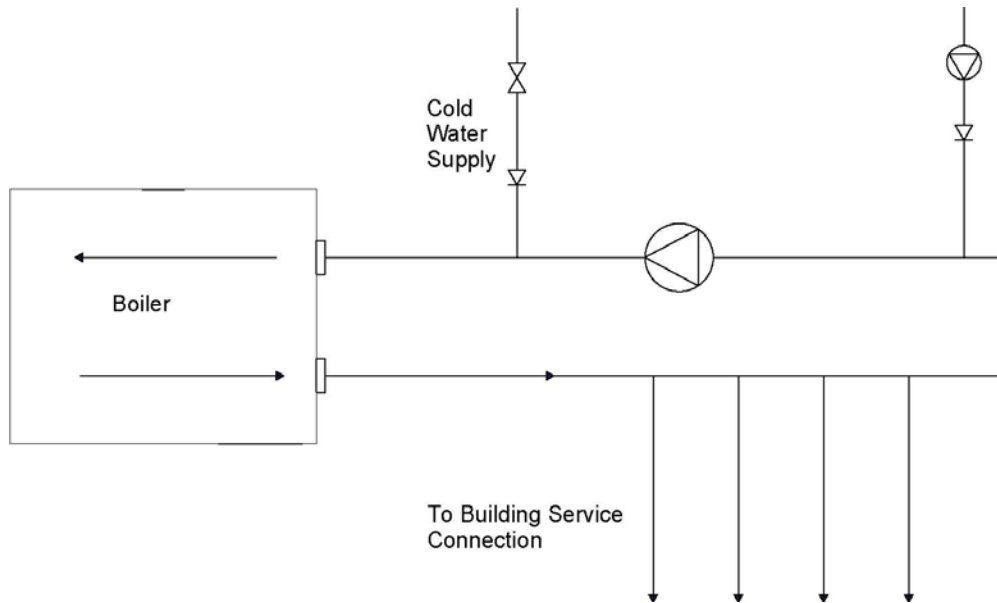 Cold
Water
Supply
Boiler
To Building Service
Connection